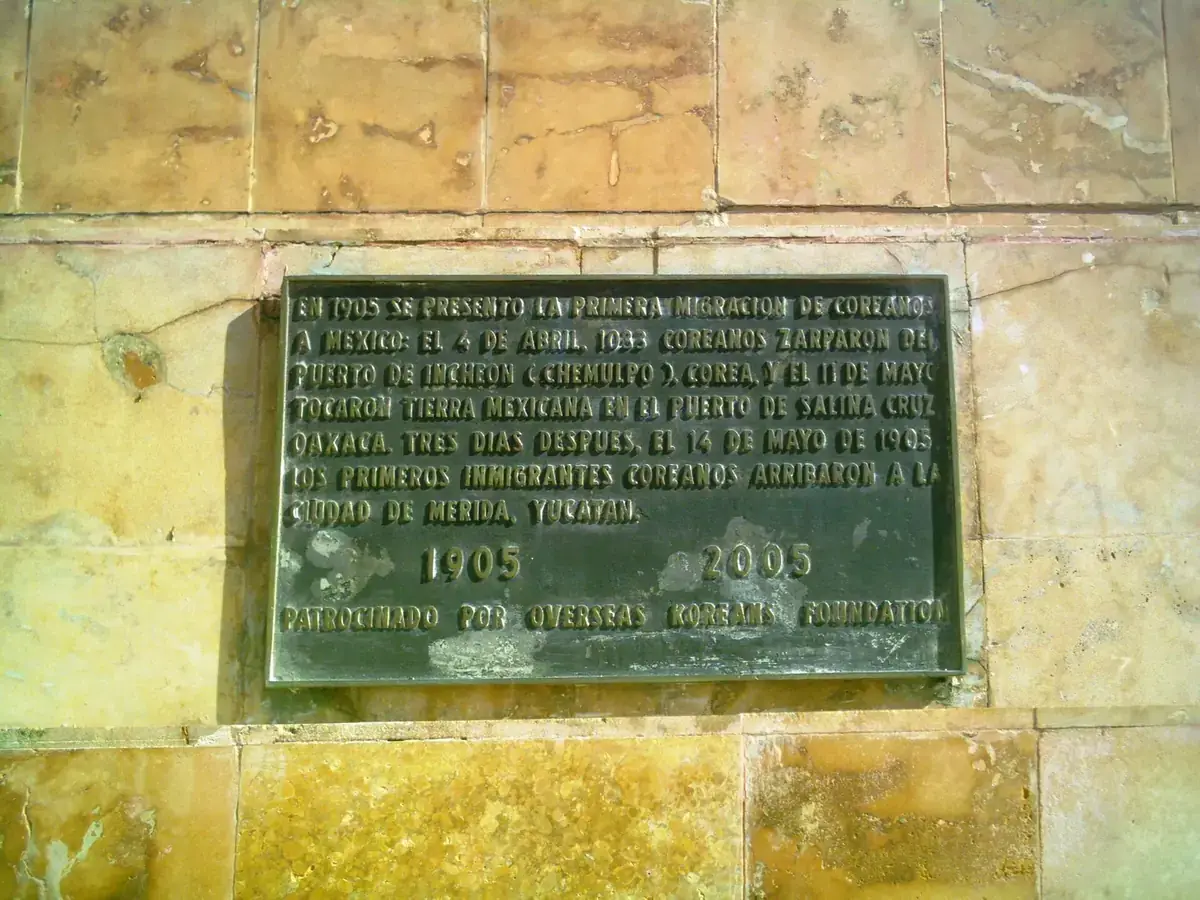 EN 1905 SE PRESENTO LA PRIMERA MIGRACION DE COREANOS
A MEXICO: EL 4 DE ABRIL, 1033 COREANOS ZARPARON DEL
PUERTO DE INCHEON ( CHEMULPO ), COREA, Y EL 11 DE MAYO
TOCARON TIERRA MEXICANA EN EL PUERTO DE SALINA CRUZ
OAXACA. TRES DIAS DESPUES, EL 14 DE MAYO DE 1905,
LOS PRIMEROS INMIGRANTES COREANOS ARRIBARON A LA
CIUDAD DE MERIDA, YUCATAN.
1905 2005
PATROCINADO POR OVERSEAS KOREANS FOUNDATION